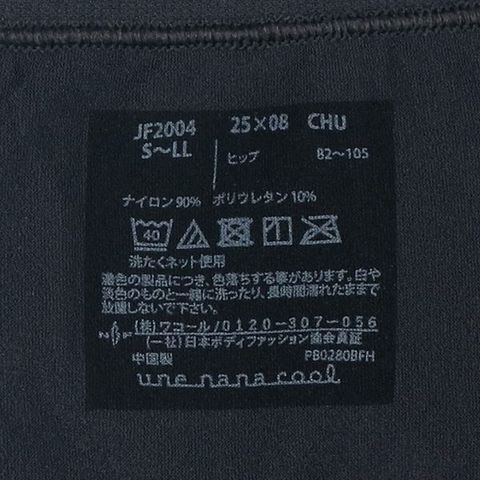 JF2004 25×08 CHU
S～LL ヒップ 82～105
ナイロン90% ポリウレタン10%
40
洗たくネット使用
濃色の製品につき、色落ちする事があります。白や
淡色のものと一緒に洗ったり、長時間濡れたままで
放置しないで下さい。
(株)ワコール/0120-307-056
(一社)日本ボディファッション協会員証
中国製 PB0280BFH
une nana cool